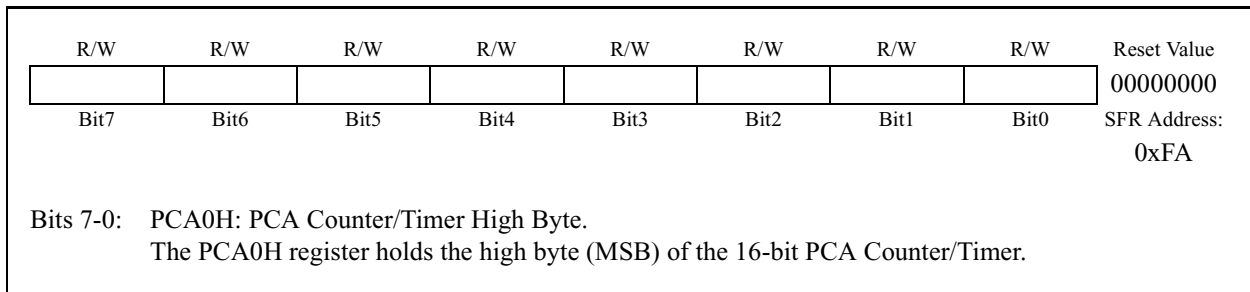 R/W R/W R/W R/W R/W R/W R/W R/W Reset Value
00000000
Bit7 Bit6 Bit5 Bit4 Bit3 Bit2 Bit1 Bit0 SFR Address:
0xFA
Bits 7-0: PCA0H: PCA Counter/Timer High Byte.
The PCA0H register holds the high byte (MSB) of the 16-bit PCA Counter/Timer.